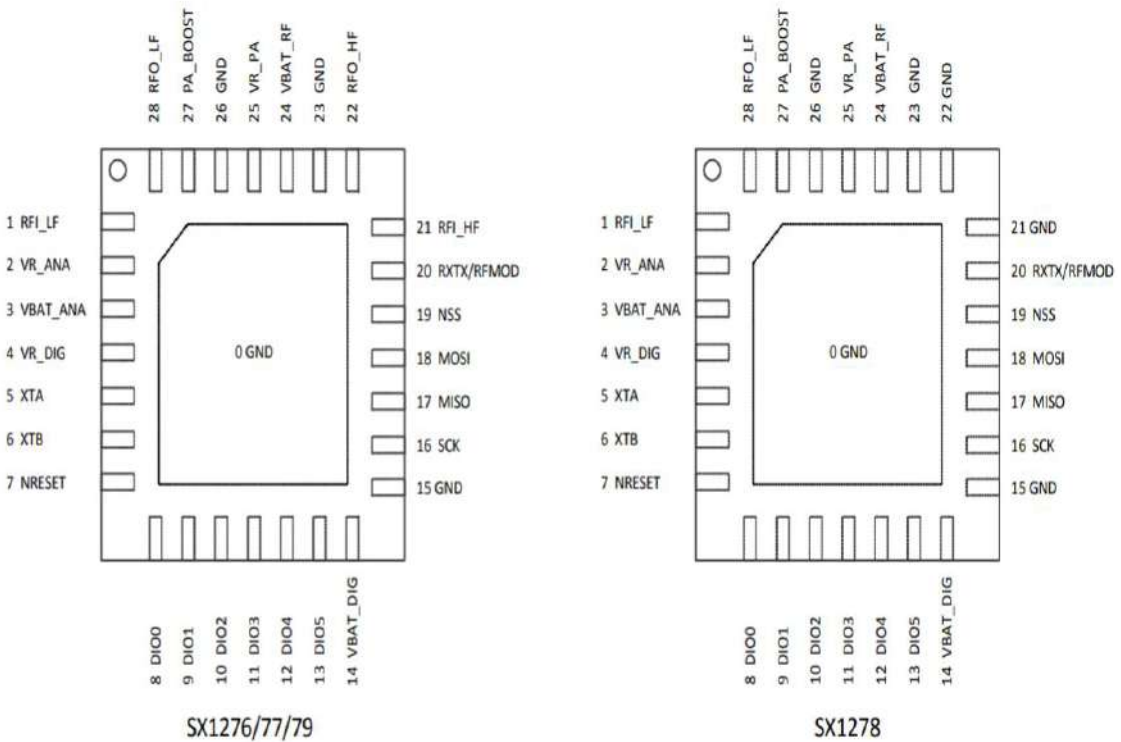 28 RFO_LF
27 PA_BOOST
26 GND
25 VR_PA
24 VBAT_RF
23 GND
22 RFO_HF
1 RFI_LF
2 VR_ANA
3 VBAT_ANA
4 VR_DIG
5 XTA
6 XTB
7 NRESET
0 GND
21 RFI_HF
20 RXTX/RFMOD
19 NSS
18 MOSI
17 MISO
16 SCK
15 GND
8 DIO0
9 DIO1
10 DIO2
11 DIO3
12 DIO4
13 DIO5
14 VBAT_DIG
SX1276/77/79
28 RFO_LF
27 PA_BOOST
26 GND
25 VR_PA
24 VBAT_RF
23 GND
22 GND
1 RFI_LF
2 VR_ANA
3 VBAT_ANA
4 VR_DIG
5 XTA
6 XTB
7 NRESET
0 GND
21 GND
20 RXTX/RFMOD
19 NSS
18 MOSI
17 MISO
16 SCK
15 GND
8 DIO0
9 DIO1
10 DIO2
11 DIO3
12 DIO4
13 DIO5
14 VBAT_DIG
SX1278